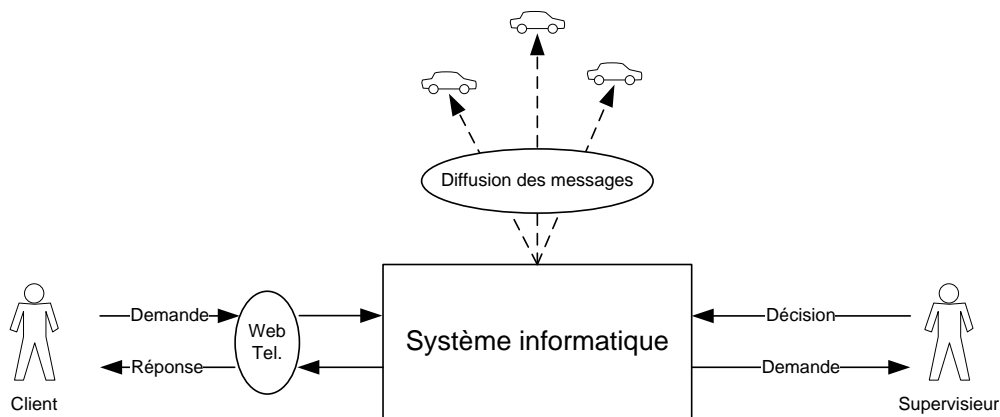 Diffusion des messages
Demande
Web
Tel.
Système informatique
Décision
Réponse
Demande
Client
Supervisieur